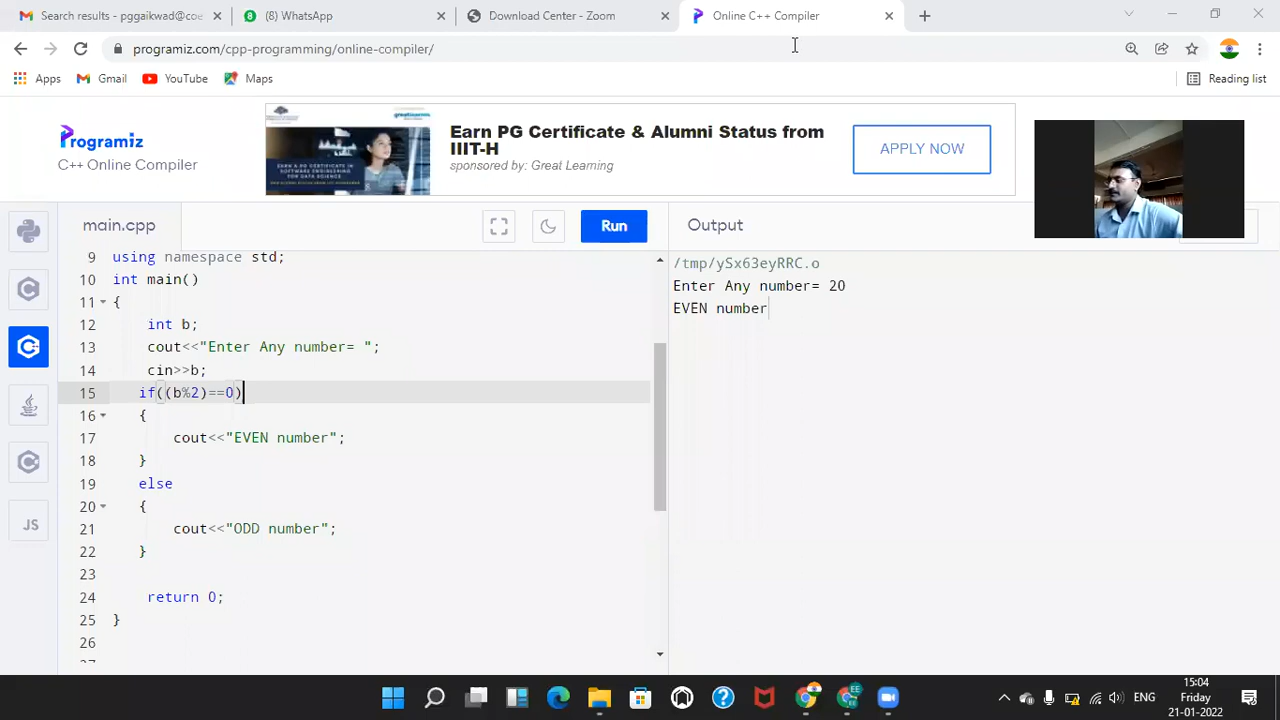 Search results - pggaikwad@coe
(8) WhatsApp
Download Center - Zoom
Online C++ Compiler
programiz.com/cpp-programming/online-compiler/
Apps
Gmail
YouTube
Maps
Reading list
Programiz
C++ Online Compiler
Earn PG Certificate & Alumni Status from
IIIT-H
sponsored by: Great Learning
APPLY NOW
main.cpp
Run
Output
9 using namespace std;
10 int main()
11 {
12 int b;
13 cout<<"Enter Any number= ";
14 cin>>b;
15 if((b%2)==0)
16 {
17 cout<<"EVEN number";
18 }
19 else
20 {
21 cout<<"ODD number";
22 }
23
24 return 0;
25 }
26
/tmp/ySx63eyRRC.o
Enter Any number= 20
EVEN number
JS
ENG
15:04
Friday
21-01-2022